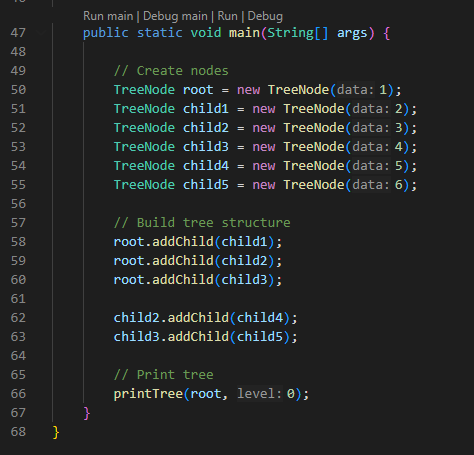 Run main | Debug main | Run | Debug
47 public static void main(String[] args) {
48
49 // Create nodes
50 TreeNode root = new TreeNode(data: 1);
51 TreeNode child1 = new TreeNode(data: 2);
52 TreeNode child2 = new TreeNode(data: 3);
53 TreeNode child3 = new TreeNode(data: 4);
54 TreeNode child4 = new TreeNode(data: 5);
55 TreeNode child5 = new TreeNode(data: 6);
56
57 // Build tree structure
58 root.addChild(child1);
59 root.addChild(child2);
60 root.addChild(child3);
61
62 child2.addChild(child4);
63 child3.addChild(child5);
64
65 // Print tree
66 printTree(root, level: 0);
67 }
68 }